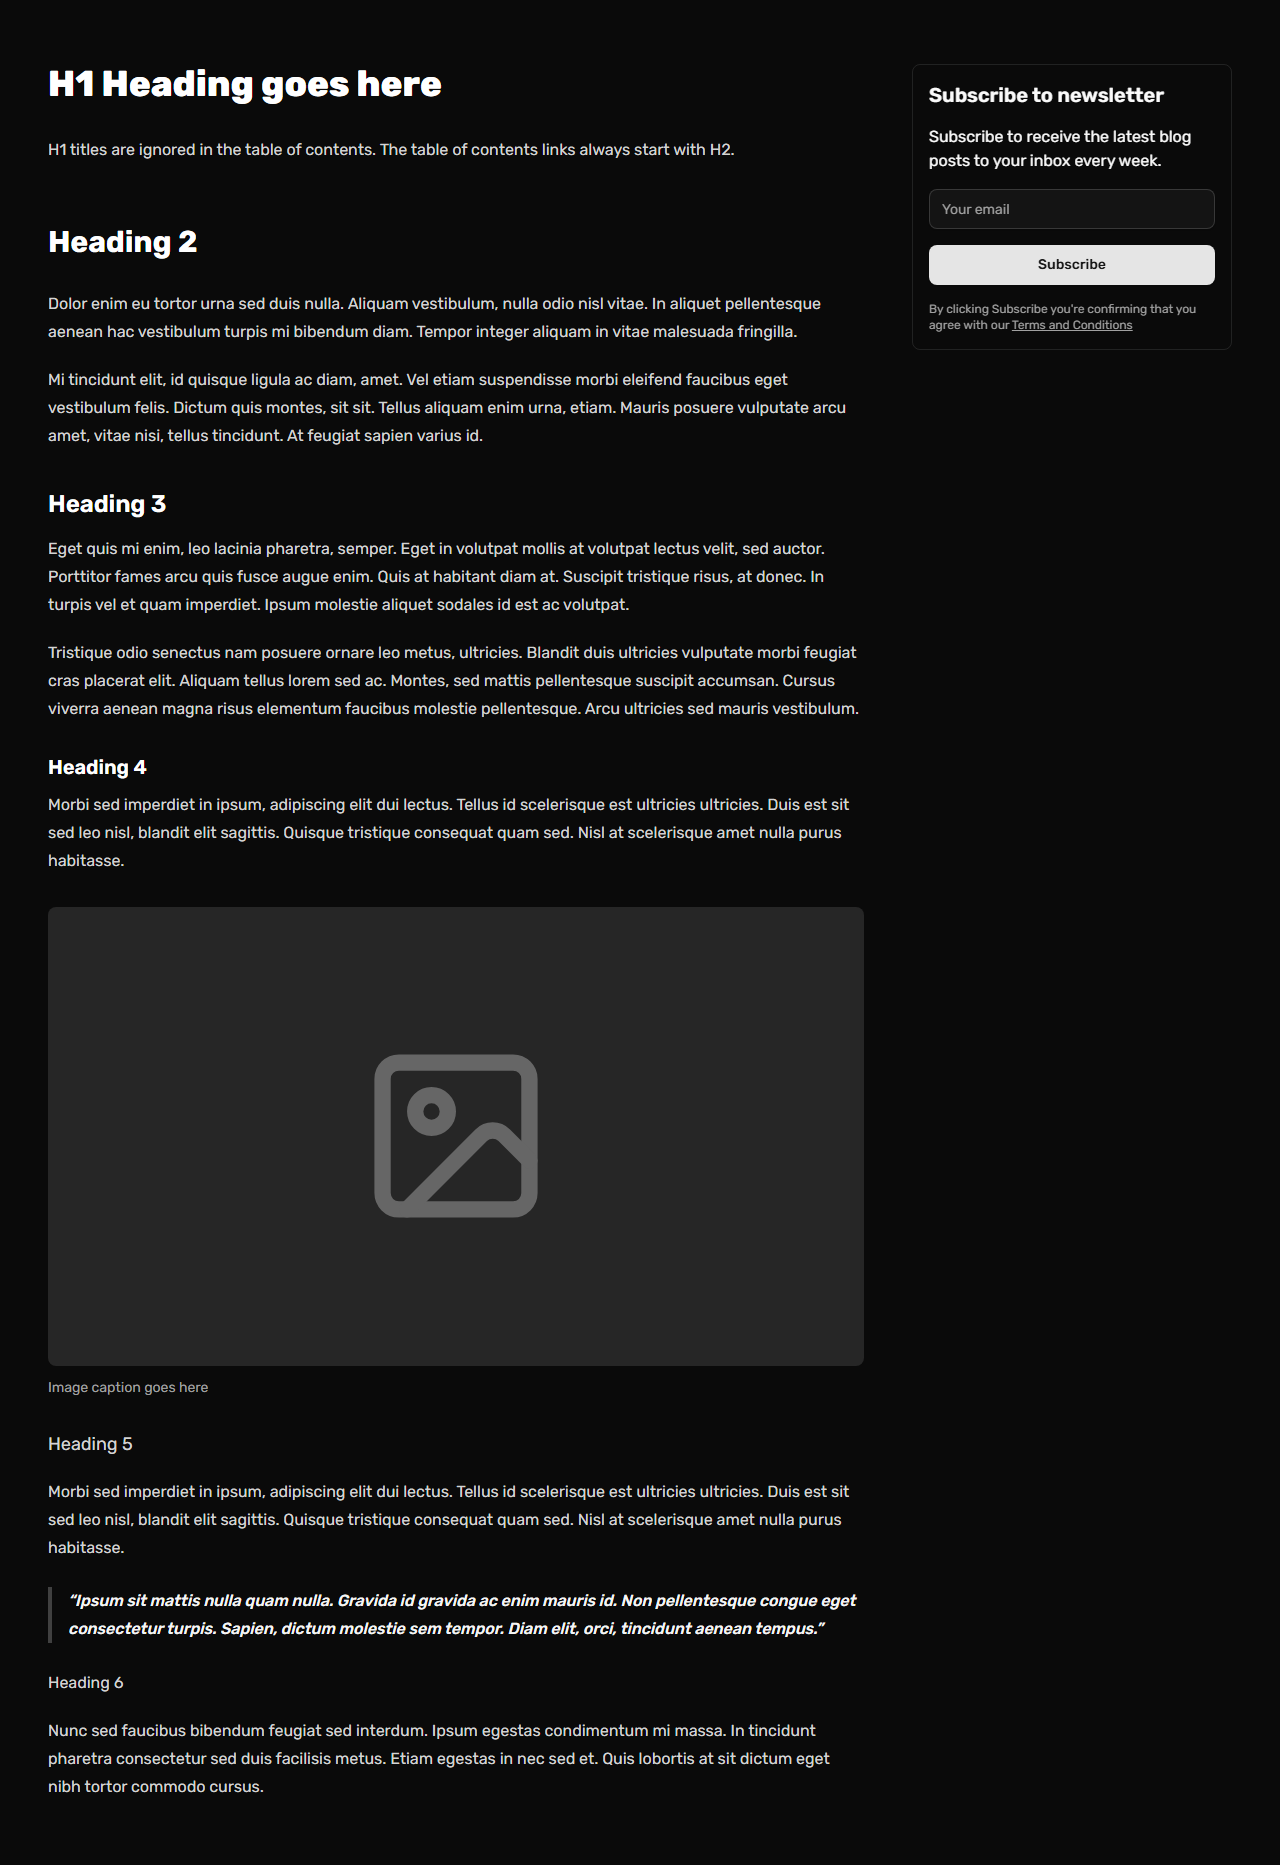 H1 Heading goes here
H1 titles are ignored in the table of contents. The table of contents links always start with H2.
Heading 2
Dolor enim eu tortor urna sed duis nulla. Aliquam vestibulum, nulla odio nisl vitae. In aliquet pellentesque
aenean hac vestibulum turpis mi bibendum diam. Tempor integer aliquam in vitae malesuada fringilla.
Mi tincidunt elit, id quisque ligula ac diam, amet. Vel etiam suspendisse morbi eleifend faucibus eget
vestibulum felis. Dictum quis montes, sit sit. Tellus aliquam enim urna, etiam. Mauris posuere vulputate arcu
amet, vitae nisi, tellus tincidunt. At feugiat sapien varius id.
Heading 3
Eget quis mi enim, leo lacinia pharetra, semper. Eget in volutpat mollis at volutpat lectus velit, sed auctor.
Porttitor fames arcu quis fusce augue enim. Quis at habitant diam at. Suscipit tristique risus, at donec. In
turpis vel et quam imperdiet. Ipsum molestie aliquet sodales id est ac volutpat.
Tristique odio senectus nam posuere ornare leo metus, ultricies. Blandit duis ultricies vulputate morbi feugiat
cras placerat elit. Aliquam tellus lorem sed ac. Montes, sed mattis pellentesque suscipit accumsan. Cursus
viverra aenean magna risus elementum faucibus molestie pellentesque. Arcu ultricies sed mauris vestibulum.
Heading 4
Morbi sed imperdiet in ipsum, adipiscing elit dui lectus. Tellus id scelerisque est ultricies ultricies. Duis est sit
sed leo nisl, blandit elit sagittis. Quisque tristique consequat quam sed. Nisl at scelerisque amet nulla purus
habitasse.
Image caption goes here
Heading 5
Morbi sed imperdiet in ipsum, adipiscing elit dui lectus. Tellus id scelerisque est ultricies ultricies. Duis est sit
sed leo nisl, blandit elit sagittis. Quisque tristique consequat quam sed. Nisl at scelerisque amet nulla purus
habitasse.
“Ipsum sit mattis nulla quam nulla. Gravida id gravida ac enim mauris id. Non pellentesque congue eget
consectetur turpis. Sapien, dictum molestie sem tempor. Diam elit, orci, tincidunt aenean tempus.”
Heading 6
Nunc sed faucibus bibendum feugiat sed interdum. Ipsum egestas condimentum mi massa. In tincidunt
pharetra consectetur sed duis facilisis metus. Etiam egestas in nec sed et. Quis lobortis at sit dictum eget
nibh tortor commodo cursus.
Subscribe to newsletter
Subscribe to receive the latest blog
posts to your inbox every week.
Your email
Subscribe
By clicking Subscribe you're confirming that you
agree with our Terms and Conditions